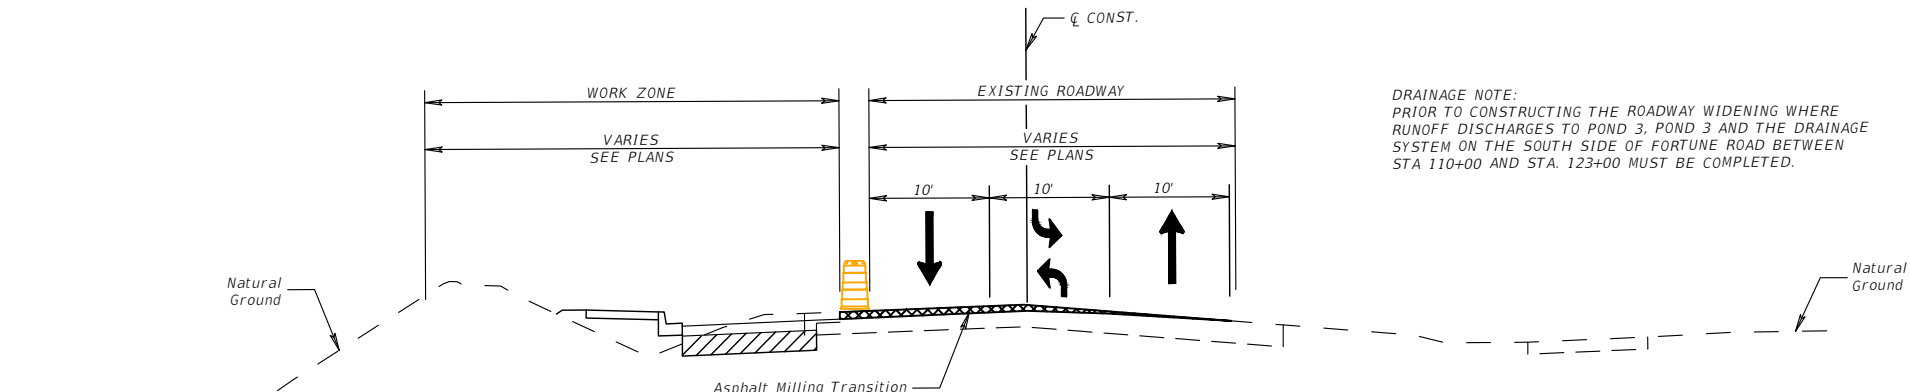 ℄ CONST.
WORK ZONE
EXISTING ROADWAY
DRAINAGE NOTE:
PRIOR TO CONSTRUCTING THE ROADWAY WIDENING WHERE
RUNOFF DISCHARGES TO POND 3, POND 3 AND THE DRAINAGE
SYSTEM ON THE SOUTH SIDE OF FORTUNE ROAD BETWEEN
STA 110+00 AND STA. 123+00 MUST BE COMPLETED.
VARIES
SEE PLANS
VARIES
SEE PLANS
10'
10'
10'
Natural
Ground
Natural
Ground
Asphalt Milling Transition